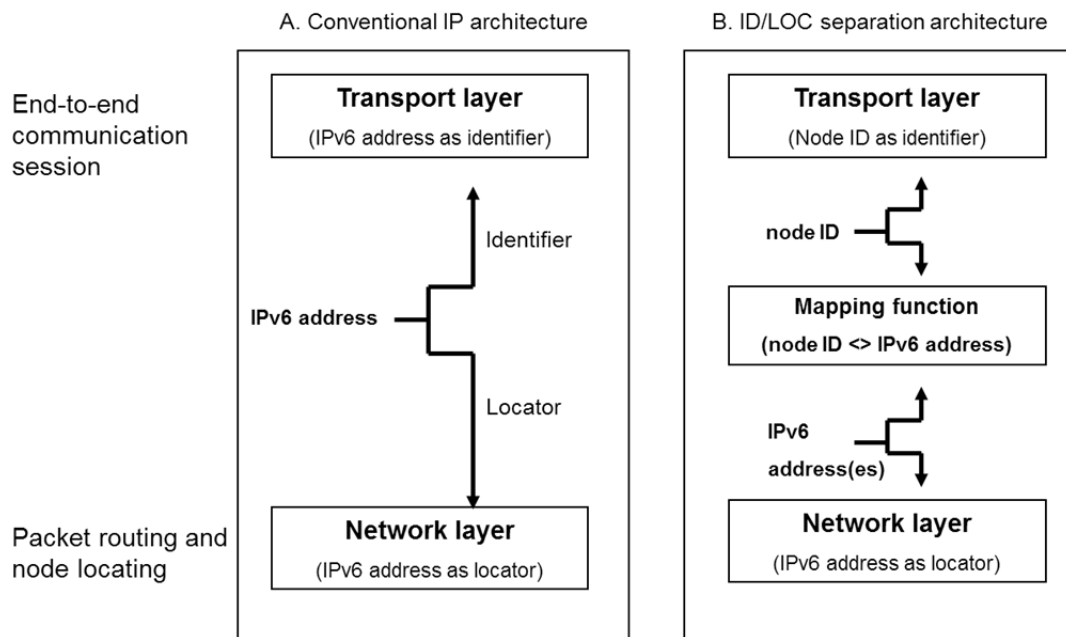 A. Conventional IP architecture
B. ID/LOC separation architecture
End-to-end
communication
session
Transport layer
(IPv6 address as identifier)
Identifier
IPv6 address
Locator
Packet routing and
node locating
Network layer
(IPv6 address as locator)
Transport layer
(Node ID as identifier)
node ID
Mapping function
(node ID <> IPv6 address)
IPv6
address(es)
Network layer
(IPv6 address as locator)